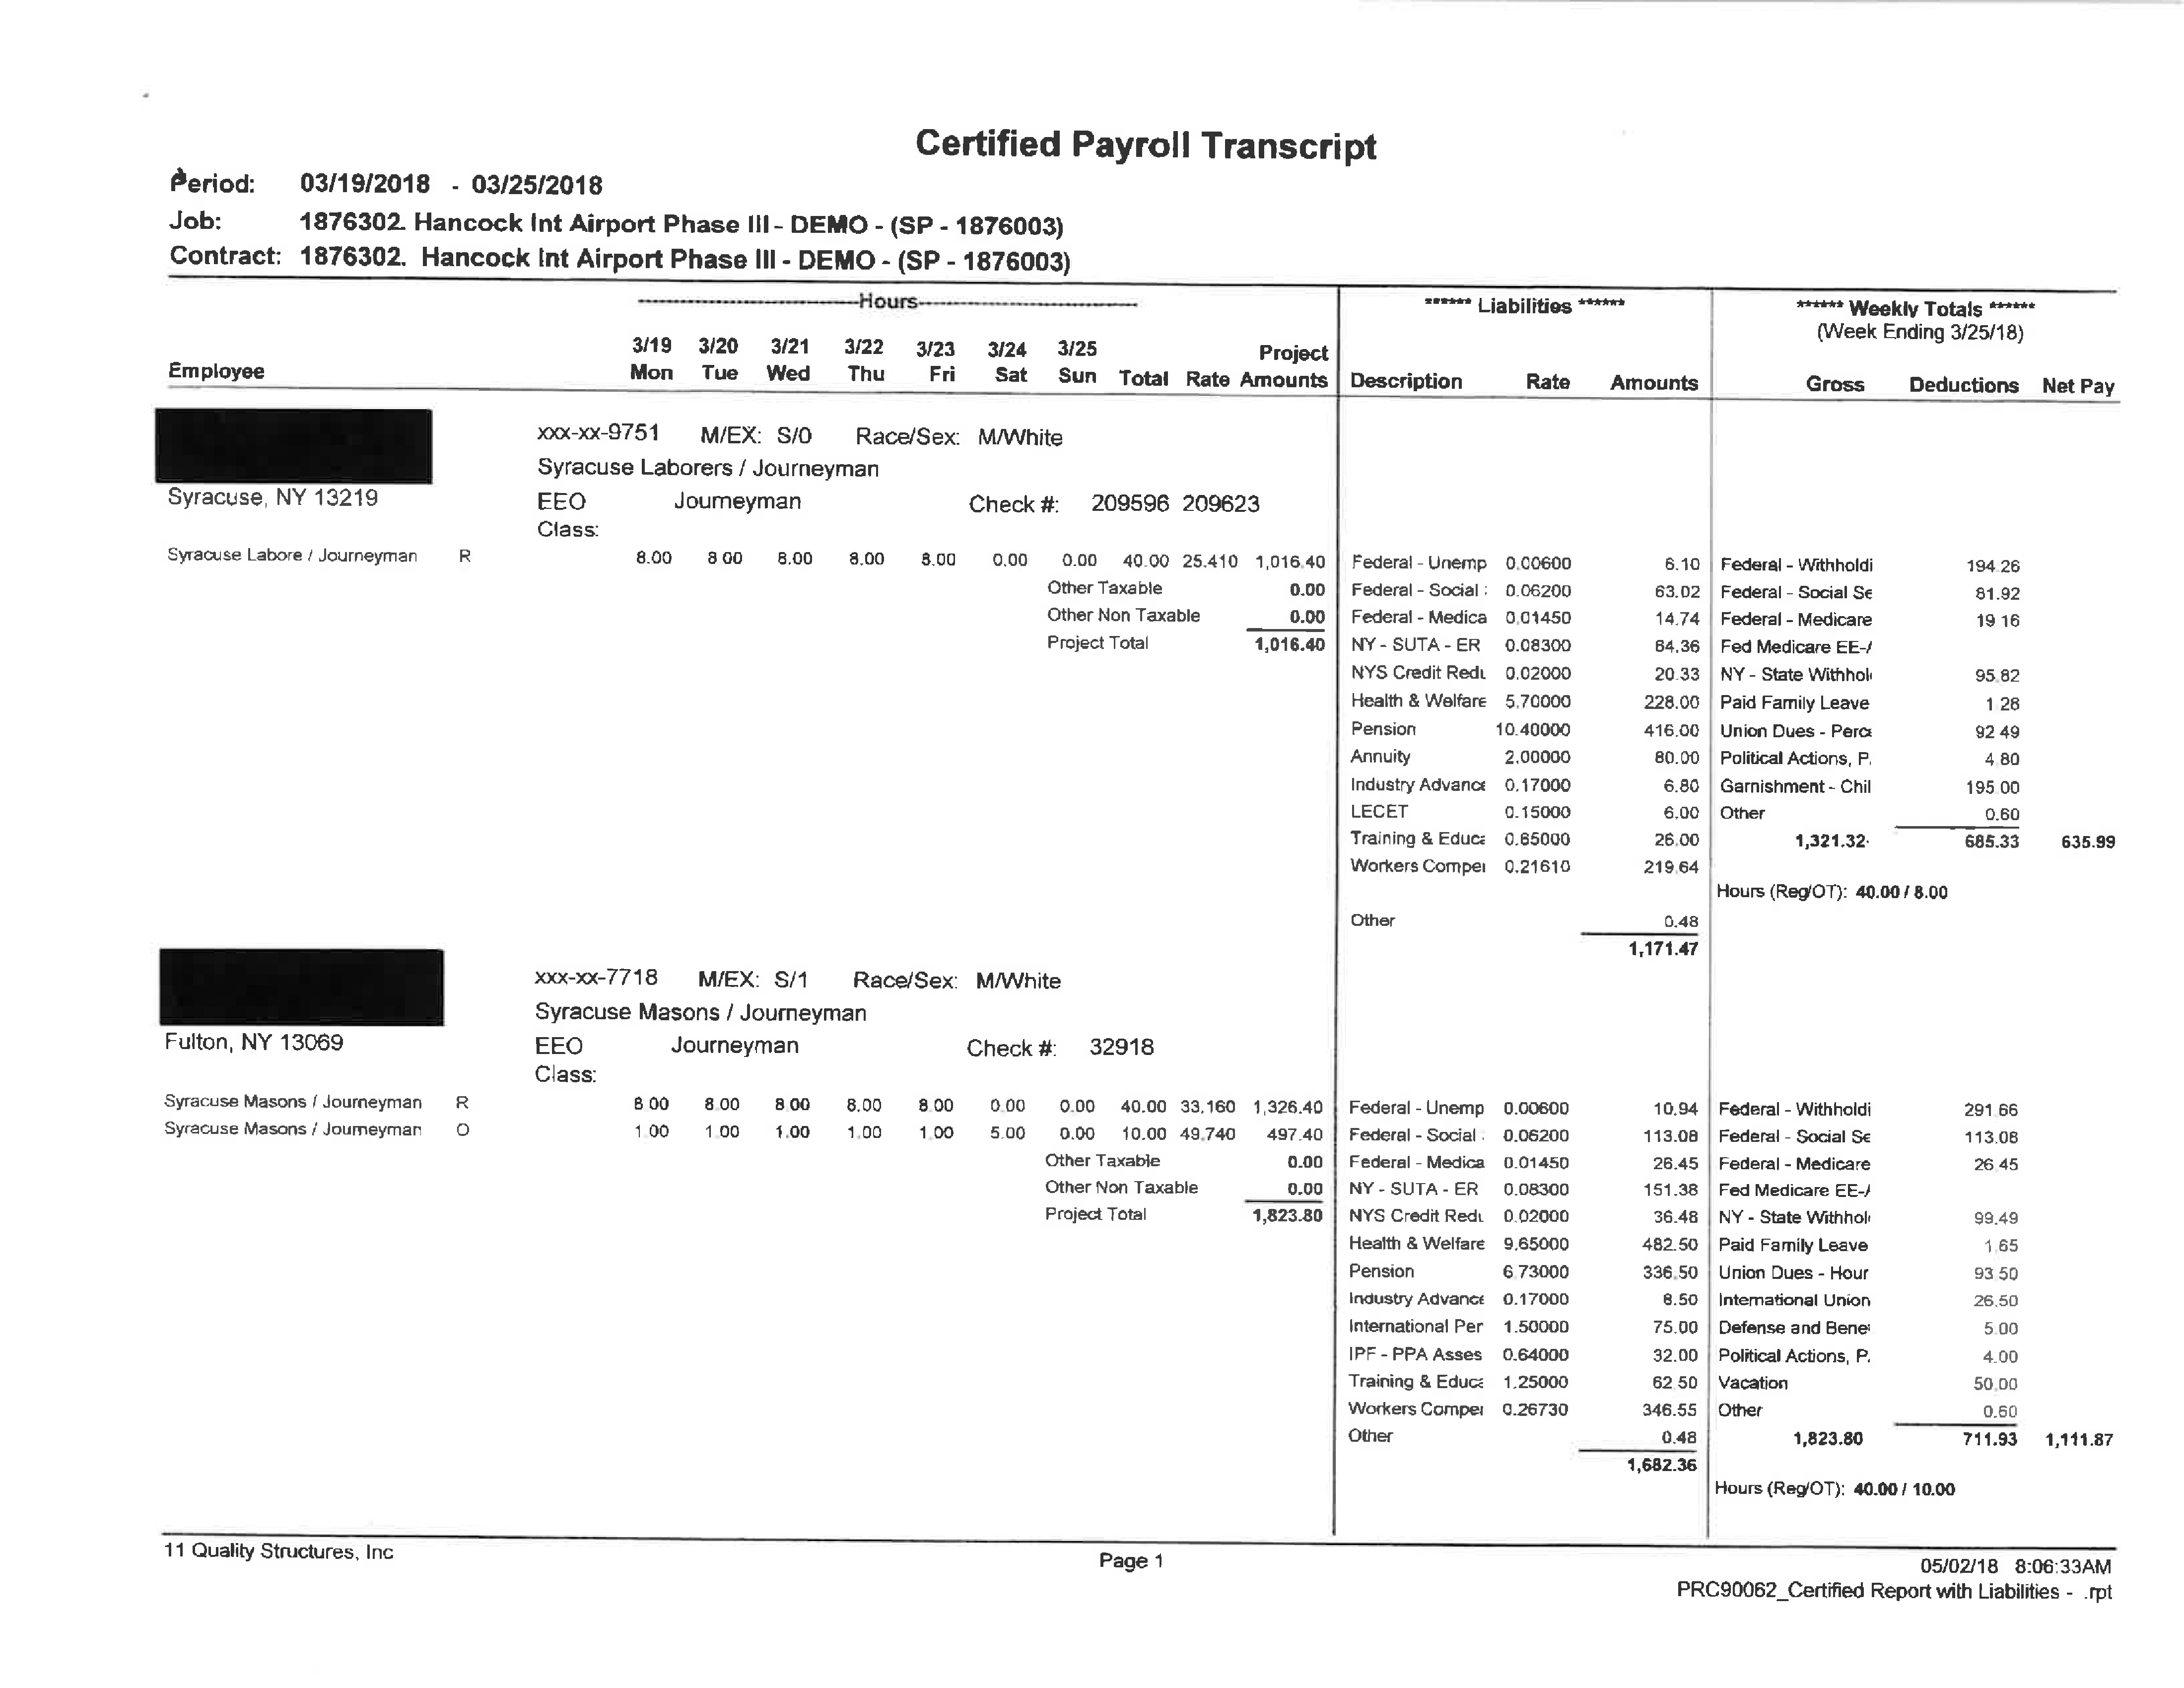 Certified Payroll Transcript
Period: 03/19/2018 - 03/25/2018
Job: 1876302. Hancock Int Airport Phase III - DEMO - (SP - 1876003)
Contract: 1876302. Hancock Int Airport Phase III - DEMO - (SP - 1876003)
Hours ****** Liabilities ****** ****** Weekly Totals ******
(Week Ending 3/25/18)
3/19 3/20 3/21 3/22 3/23 3/24 3/25 Project
Employee Mon Tue Wed Thu Fri Sat Sun Total Rate Amounts Description Rate Amounts Gross Deductions Net Pay
xxx-xx-9751 M/EX: S/0 Race/Sex: M/White
Syracuse Laborers / Journeyman
Syracuse, NY 13219 EEO Journeyman Check #: 209596 209623
Class:
Syracuse Labore / Journeyman R 8.00 8.00 8.00 8.00 8.00 0.00 0.00 40.00 25.410 1,016.40 Federal - Unemp 0.00600 6.10 Federal - Withholdi 194.26
Other Taxable 0.00 Federal - Social : 0.06200 63.02 Federal - Social Se 81.92
Other Non Taxable 0.00 Federal - Medica 0.01450 14.74 Federal - Medicare 19.16
Project Total 1,016.40 NY - SUTA - ER 0.08300 84.36 Fed Medicare EE-/
NYS Credit Redu 0.02000 20.33 NY - State Withhol 95.82
Health & Welfare 5.70000 228.00 Paid Family Leave 1.28
Pension 10.40000 416.00 Union Dues - Perce 92.49
Annuity 2.00000 80.00 Political Actions, P. 4.80
Industry Advance 0.17000 6.80 Garnishment - Chil 195.00
LECET 0.15000 6.00 Other 0.60
Training & Educa 0.65000 26.00 1,321.32 685.33 635.99
Workers Compe 0.21610 219.64
Hours (Reg/OT): 40.00 / 8.00
Other 0.48
1,171.47
xxx-xx-7718 M/EX: S/1 Race/Sex: M/White
Syracuse Masons / Journeyman
Fulton, NY 13069 EEO Journeyman Check #: 32918
Class:
Syracuse Masons / Journeyman R 8.00 8.00 8.00 8.00 8.00 0.00 0.00 40.00 33.160 1,326.40 Federal - Unemp 0.00600 10.94 Federal - Withholdi 291.66
Syracuse Masons / Journeyman O 1.00 1.00 1.00 1.00 1.00 5.00 0.00 10.00 49.740 497.40 Federal - Social 0.06200 113.08 Federal - Social Se 113.08
Other Taxable 0.00 Federal - Medica 0.01450 26.45 Federal - Medicare 26.45
Other Non Taxable 0.00 NY - SUTA - ER 0.08300 151.38 Fed Medicare EE-/
Project Total 1,823.80 NYS Credit Redu 0.02000 36.48 NY - State Withhol 99.49
Health & Welfare 9.65000 482.50 Paid Family Leave 1.65
Pension 6.73000 336.50 Union Dues - Hour 93.50
Industry Advance 0.17000 8.50 International Union 26.50
International Per 1.50000 75.00 Defense and Bene 5.00
IPF - PPA Asses 0.64000 32.00 Political Actions, P. 4.00
Training & Educa 1.25000 62.50 Vacation 50.00
Workers Compe 0.26730 346.55 Other 0.60
Other 0.48 1,823.80 711.93 1,111.87
1,682.36
Hours (Reg/OT): 40.00 / 10.00
11 Quality Structures, Inc Page 1 05/02/18 8:06:33AM
PRC90062_Certified Report with Liabilities - .rpt